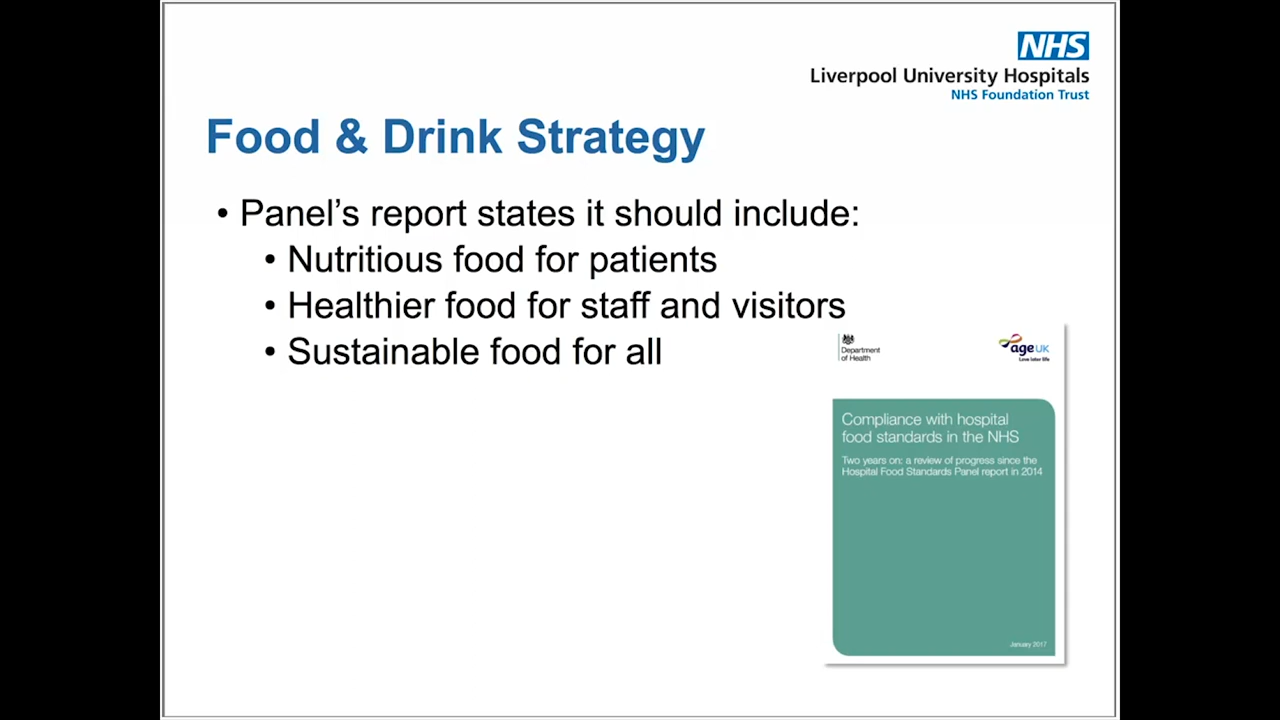 NHS
Liverpool University Hospitals
NHS Foundation Trust
Food & Drink Strategy
• Panel’s report states it should include:
• Nutritious food for patients
• Healthier food for staff and visitors
• Sustainable food for all
Department
of Health
age UK
Love later life
Compliance with hospital
food standards in the NHS
Two years on: a review of progress since the
Hospital Food Standards Panel report in 2014
January 2017